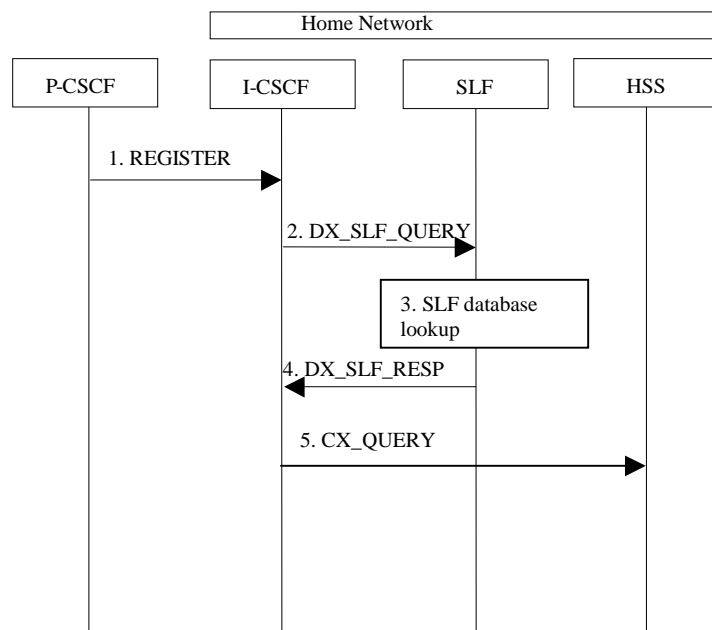 Home Network
P-CSCF
I-CSCF
SLF
HSS
1. REGISTER
2. DX_SLF_QUERY
3. SLF database
lookup
4. DX_SLF_RESP
5. CX_QUERY